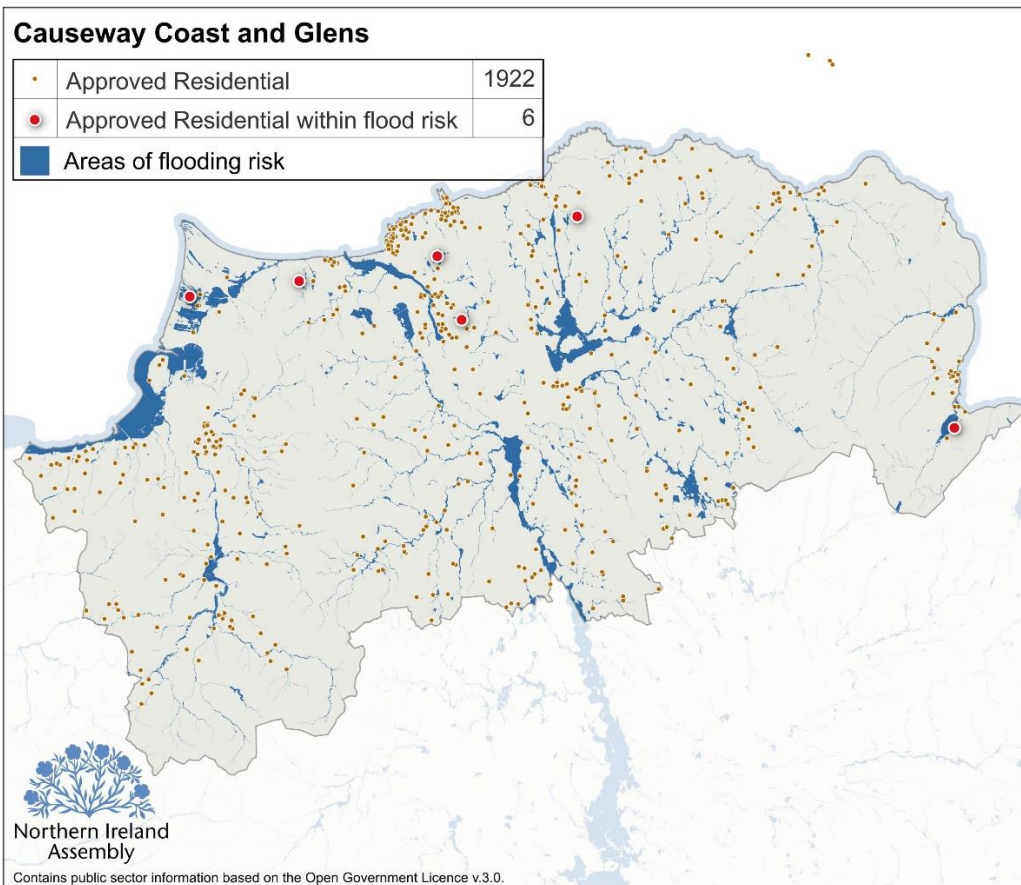 Causeway Coast and Glens
Approved Residential 1922
Approved Residential within flood risk 6
Areas of flooding risk
Northern Ireland
Assembly
Contains public sector information based on the Open Government Licence v.3.0.